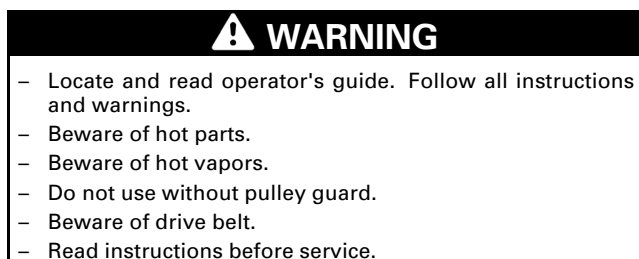 WARNING
– Locate and read operator's guide. Follow all instructions
and warnings.
– Beware of hot parts.
– Beware of hot vapors.
– Do not use without pulley guard.
– Beware of drive belt.
– Read instructions before service.